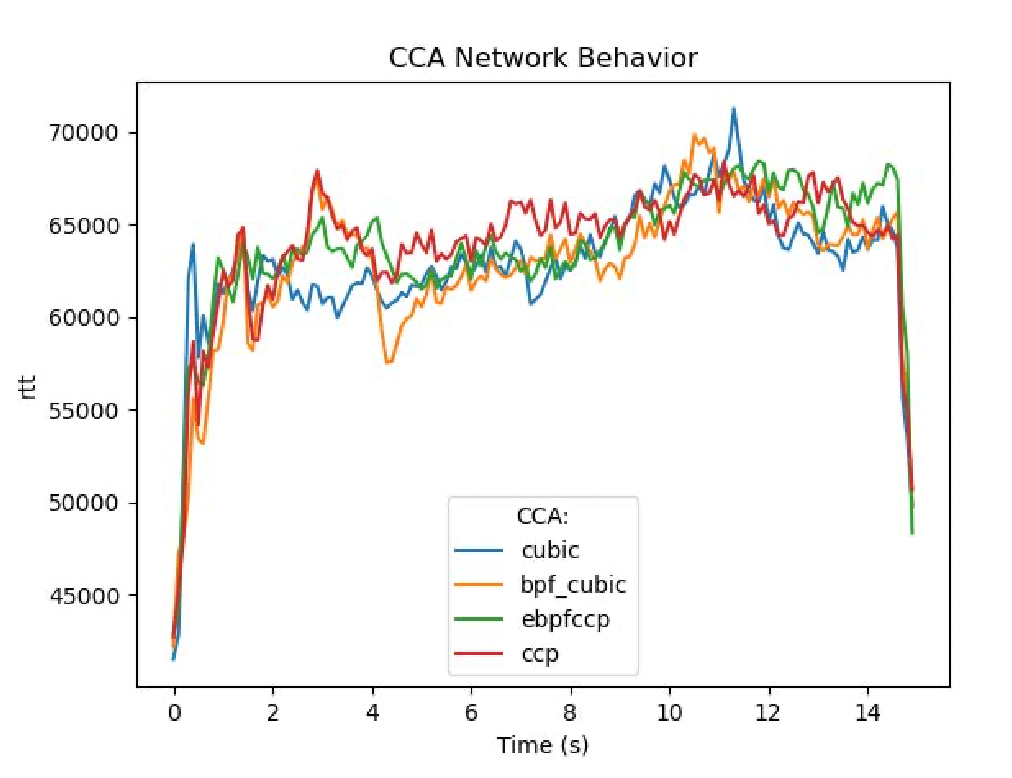 CCA Network Behavior
rtt
70000
65000
60000
55000
50000
45000
CCA:
cubic
bpf_cubic
ebpfccp
ccp
0 2 4 6 8 10 12 14
Time (s)